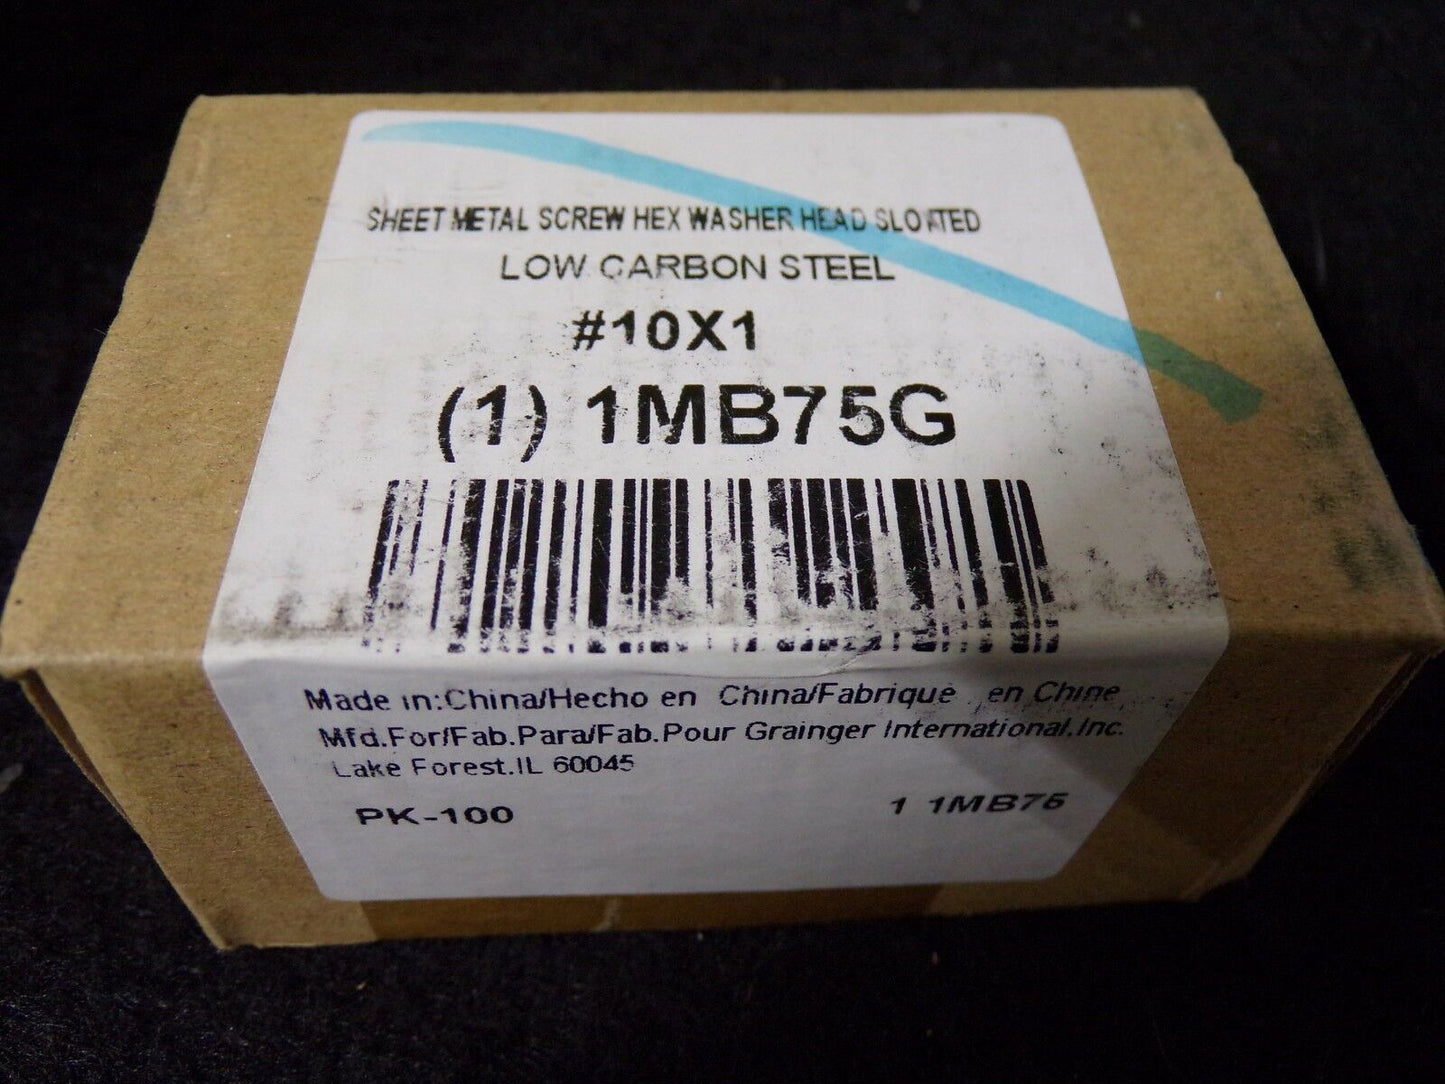 SHEET METAL SCREW HEX WASHER HEAD SLOTTED
LOW CARBON STEEL
#10X1
(1) 1MB75G
Made in:China/Hecho en China/Fabrique en Chine
Mfd.For/Fab.Para/Fab.Pour Grainger International,Inc.
Lake Forest,IL 60045
PK-100
1 1MB75